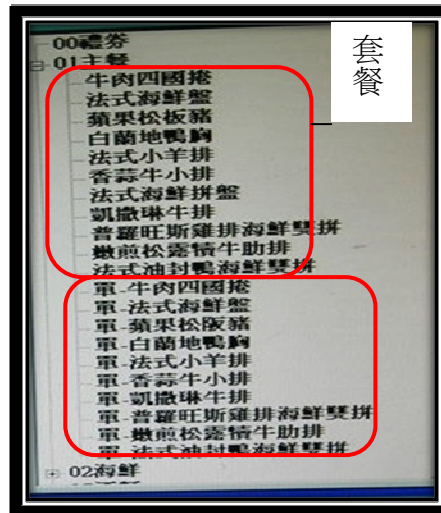 00禮券
01主餐
套餐
牛肉四國捲
法式海鮮盤
蘋果松板豬
白蘭地鴨胸
法式小羊排
香蒜牛小排
法式海鮮拼盤
凱撒琳牛排
普羅旺斯雞排海鮮雙拼
嫩煎松露犢牛肋排
法式油封鴨海鮮雙拼
單-牛肉四國捲
單-法式海鮮盤
單-蘋果松阪豬
單-白蘭地鴨胸
單-法式小羊排
單-香蒜牛小排
單-凱撒琳牛排
單-普羅旺斯雞排海鮮雙拼
單-嫩煎松露犢牛肋排
單-法式油封鴨海鮮雙拼
02海鮮